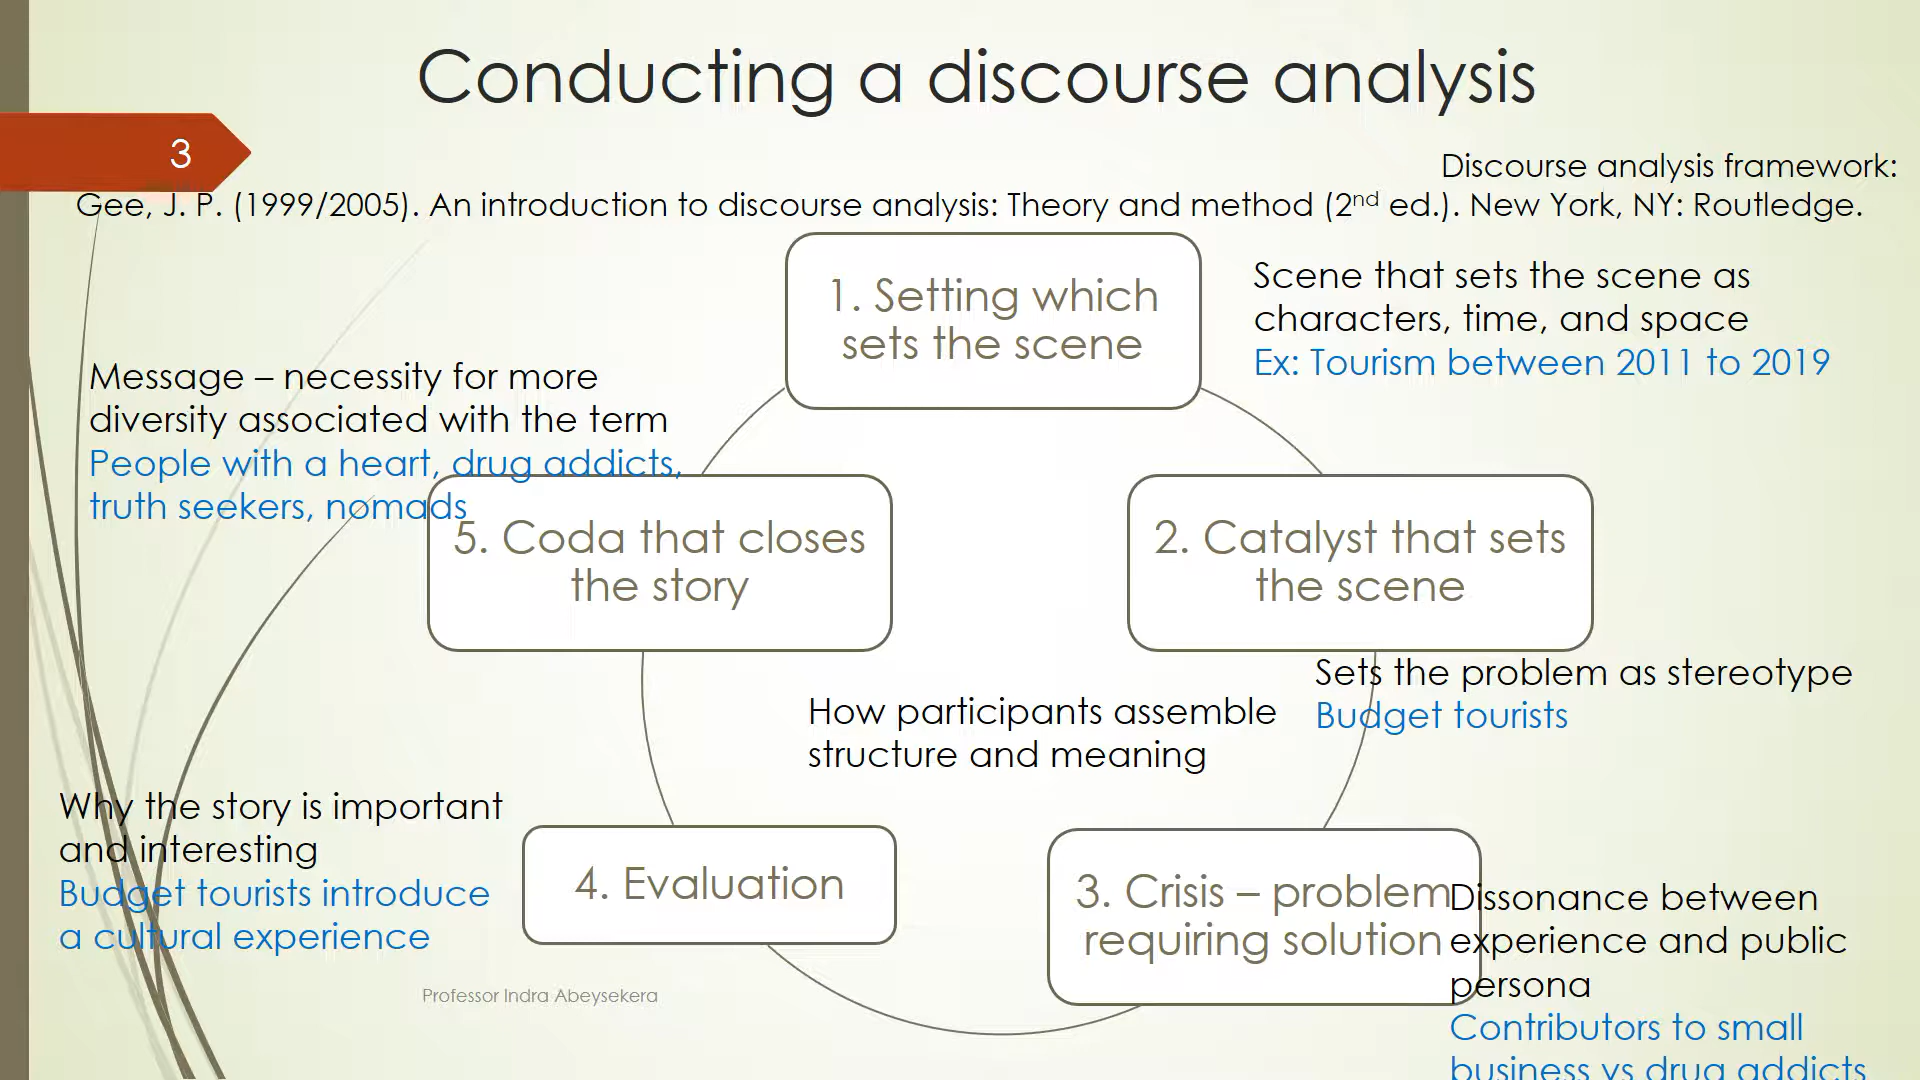 Conducting a discourse analysis
3
Discourse analysis framework:
Gee, J. P. (1999/2005). An introduction to discourse analysis: Theory and method (2nd ed.). New York, NY: Routledge.
1. Setting which
sets the scene
Scene that sets the scene as
characters, time, and space
Ex: Tourism between 2011 to 2019
2. Catalyst that sets
the scene
Sets the problem as stereotype
Budget tourists
3. Crisis – problem
requiring solution
Dissonance between
experience and public
persona
Contributors to small
business vs drug addicts
4. Evaluation
Why the story is important
and interesting
Budget tourists introduce
a cultural experience
5. Coda that closes
the story
Message – necessity for more
diversity associated with the term
People with a heart, drug addicts,
truth seekers, nomads
How participants assemble
structure and meaning
Professor Indra Abeysekera